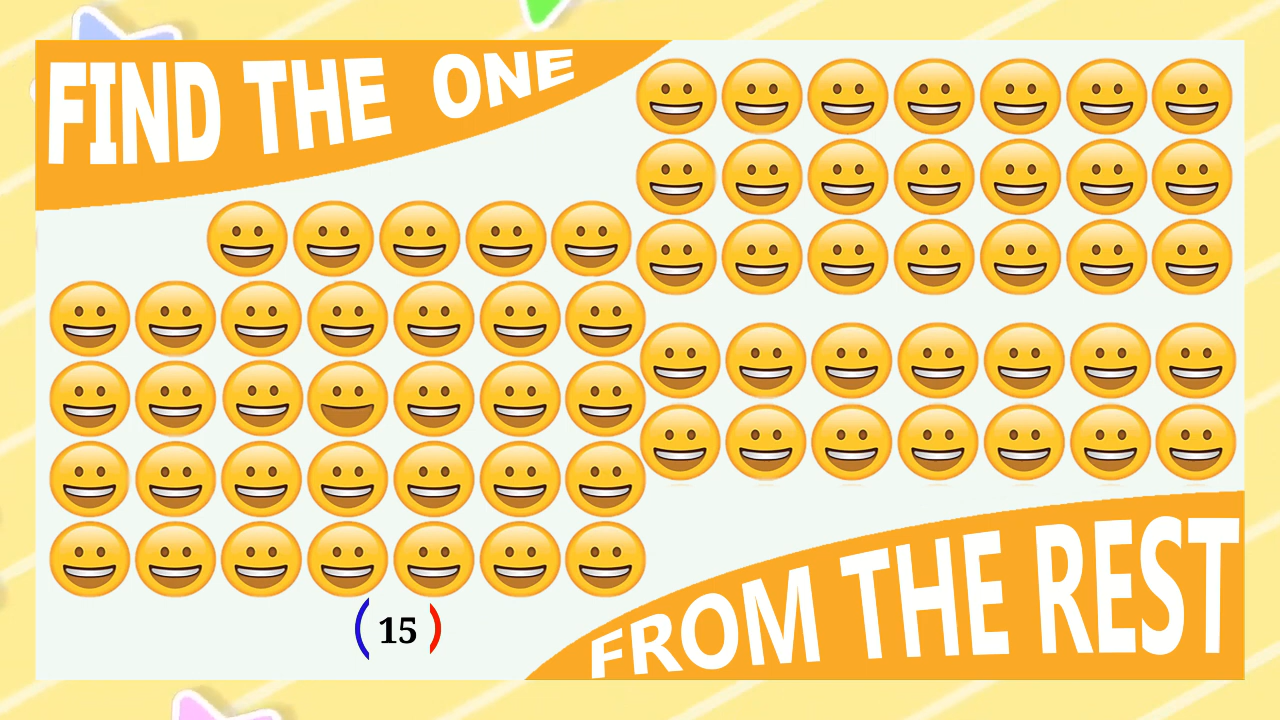 FIND THE ONE
(15)
FROM THE REST